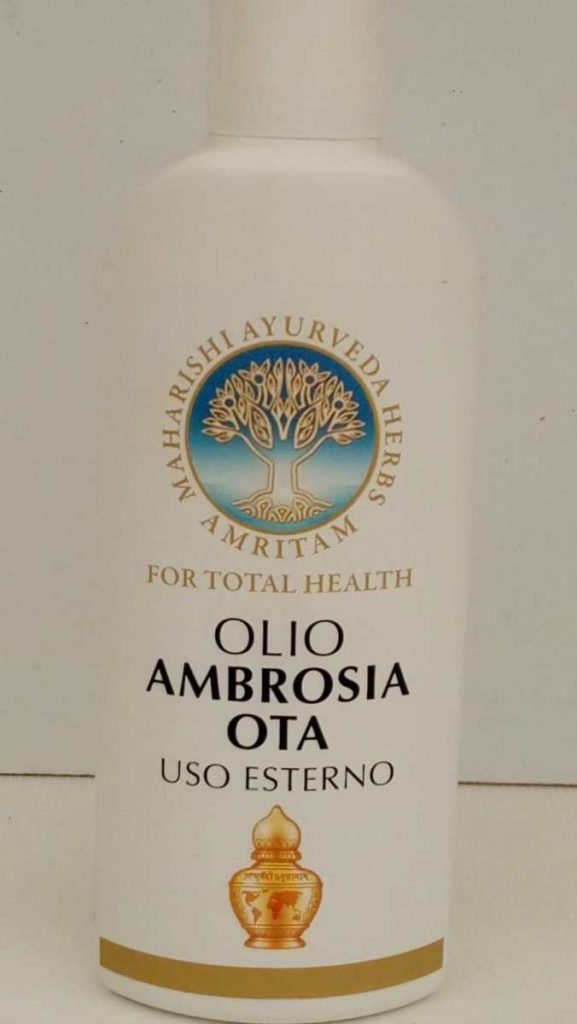 MAHARISHI AYURVEDA HERBS
AMRITAM
FOR TOTAL HEALTH
OLIO
AMBROSIA
OTA
USO ESTERNO